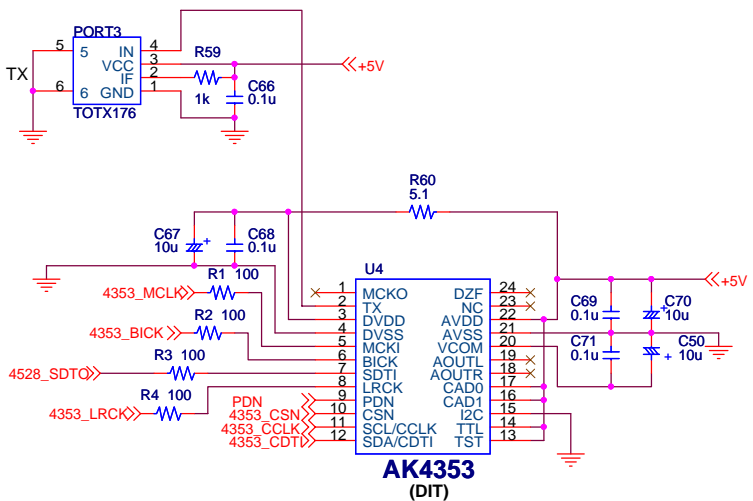 PORT3
TX
5 5 IN 4
VCC 3
IF 2
6 6 GND 1
TOTX176
R59
1k
C66
0.1u
+5V
R60
5.1
C67
10u
+
C68
0.1u
R1 100
4353_MCLK
R2 100
4353_BICK
R3 100
4528_SDTO
R4 100
4353_LRCK
PDN
4353_CSN
4353_CCLK
4353_CDTI
U4
1 MCKO DZF 24
2 TX NC 23
3 DVDD AVDD 22
4 DVSS AVSS 21
5 MCKI VCOM 20
6 BICK AOUTL 19
7 SDTI AOUTR 18
8 LRCK CAD0 17
9 PDN CAD1 16
10 CSN I2C 15
11 SCL/CCLK TTL 14
12 SDA/CDTI TST 13
+5V
C69
0.1u
C70
10u
+
C71
0.1u
C50
10u
+
AK4353
(DIT)